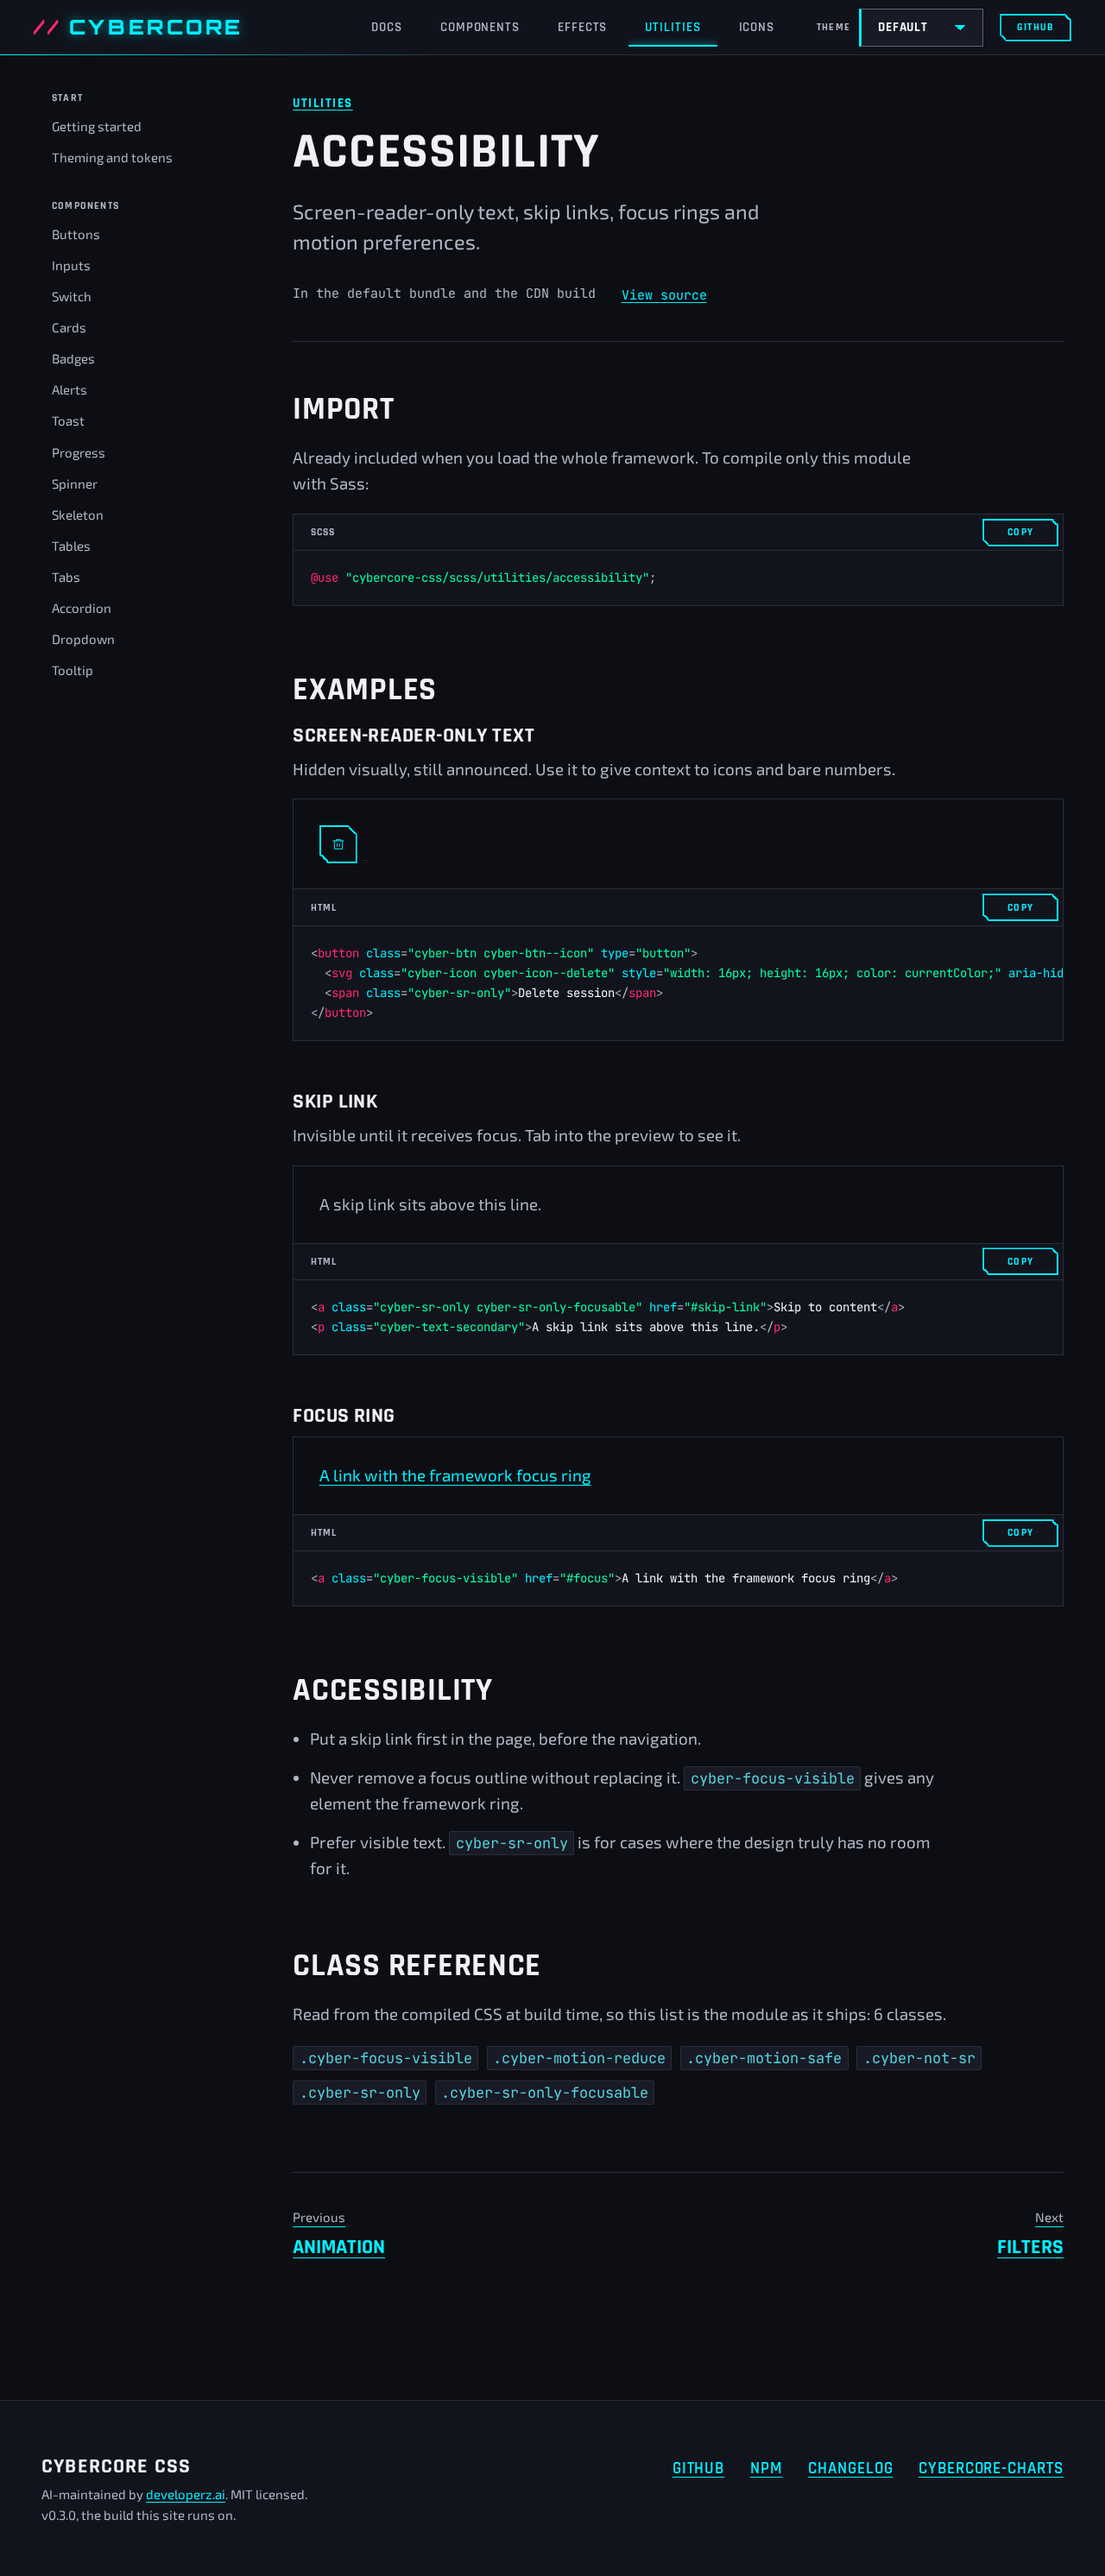 // CYBERCORE
DOCS
COMPONENTS
EFFECTS
UTILITIES
ICONS
THEME
DEFAULT
GITHUB
START
Getting started
Theming and tokens
COMPONENTS
Buttons
Inputs
Switch
Cards
Badges
Alerts
Toast
Progress
Spinner
Skeleton
Tables
Tabs
Accordion
Dropdown
Tooltip
UTILITIES
ACCESSIBILITY
Screen-reader-only text, skip links, focus rings and
motion preferences.
In the default bundle and the CDN build View source
IMPORT
Already included when you load the whole framework. To compile only this module
with Sass:
SCSS
COPY
@use "cybercore-css/scss/utilities/accessibility";
EXAMPLES
SCREEN-READER-ONLY TEXT
Hidden visually, still announced. Use it to give context to icons and bare numbers.
HTML
COPY
<button class="cyber-btn cyber-btn--icon" type="button">
  <svg class="cyber-icon cyber-icon--delete" style="width: 16px; height: 16px; color: currentColor;" aria-hid
  <span class="cyber-sr-only">Delete session</span>
</button>
SKIP LINK
Invisible until it receives focus. Tab into the preview to see it.
A skip link sits above this line.
HTML
COPY
<a class="cyber-sr-only cyber-sr-only-focusable" href="#skip-link">Skip to content</a>
<p class="cyber-text-secondary">A skip link sits above this line.</p>
FOCUS RING
A link with the framework focus ring
HTML
COPY
<a class="cyber-focus-visible" href="#focus">A link with the framework focus ring</a>
ACCESSIBILITY
• Put a skip link first in the page, before the navigation.
• Never remove a focus outline without replacing it. cyber-focus-visible gives any
element the framework ring.
• Prefer visible text. cyber-sr-only is for cases where the design truly has no room
for it.
CLASS REFERENCE
Read from the compiled CSS at build time, so this list is the module as it ships: 6 classes.
.cyber-focus-visible .cyber-motion-reduce .cyber-motion-safe .cyber-not-sr
.cyber-sr-only .cyber-sr-only-focusable
Previous
ANIMATION
Next
FILTERS
CYBERCORE CSS
AI-maintained by developerz.ai. MIT licensed.
v0.3.0, the build this site runs on.
GITHUB
NPM
CHANGELOG
CYBERCORE-CHARTS